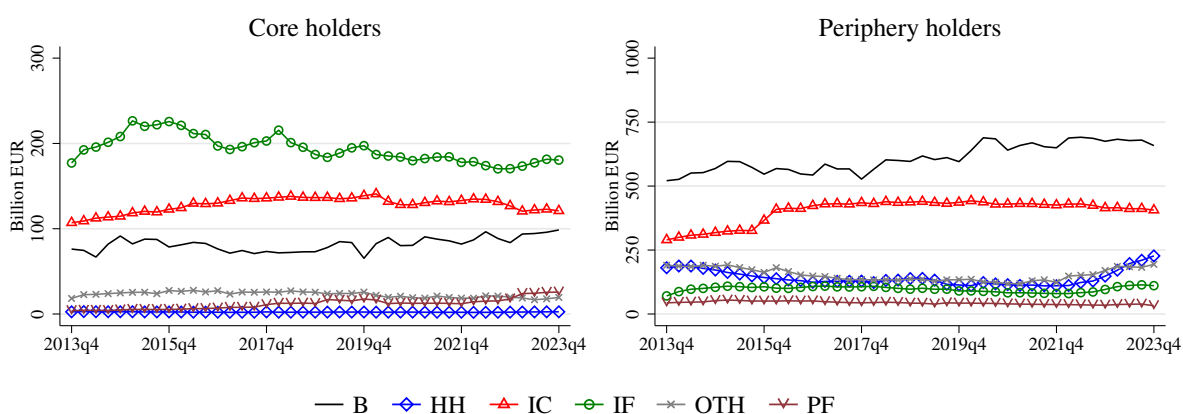 Core holders
Billion EUR
300
200
100
0
2013q4 2015q4 2017q4 2019q4 2021q4 2023q4
Periphery holders
Billion EUR
1000
750
500
250
0
2013q4 2015q4 2017q4 2019q4 2021q4 2023q4
B HH IC IF OTH PF